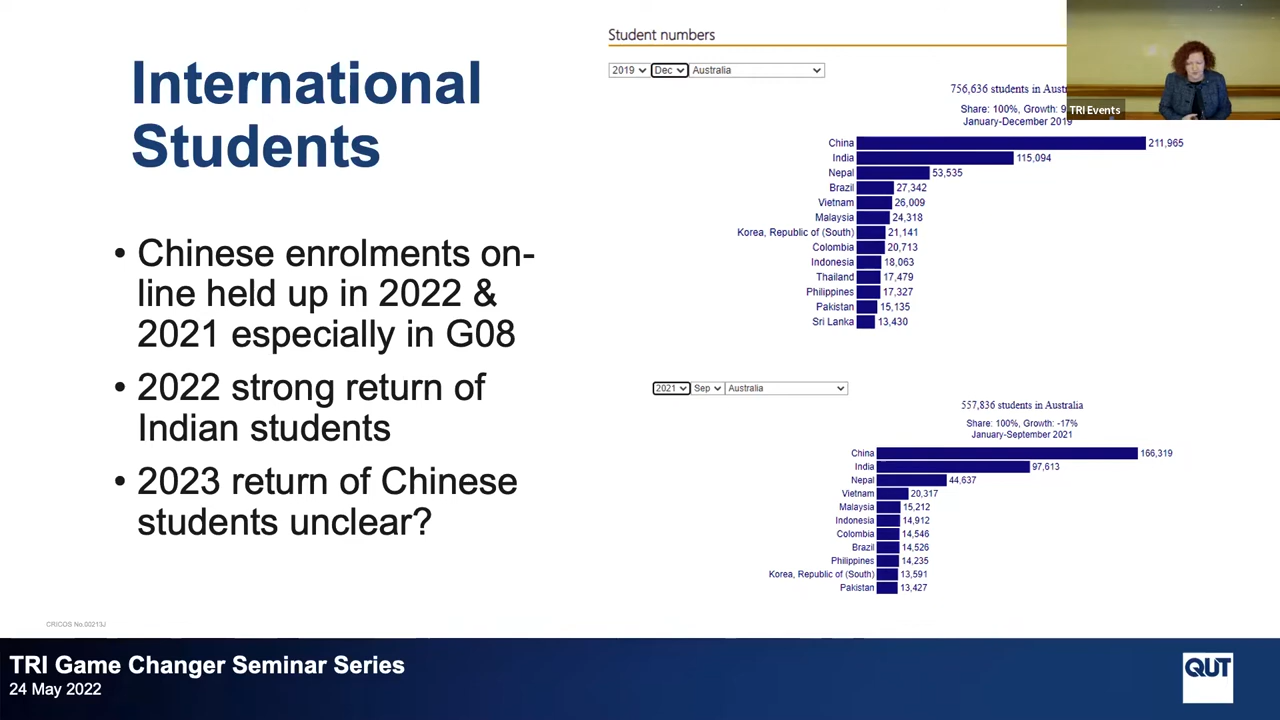 International
Students
• Chinese enrolments on-
line held up in 2022 &
2021 especially in G08
• 2022 strong return of
Indian students
• 2023 return of Chinese
students unclear?
CRICOS No.00213J
Student numbers
2019 Dec Australia
756,636 students in
Share: 100%, Growth:
January-December 2019
China 211,965
India 115,094
Nepal 53,535
Brazil 27,342
Vietnam 26,009
Malaysia 24,318
Korea, Republic of (South) 21,141
Colombia 20,713
Indonesia 18,063
Thailand 17,479
Philippines 17,327
Pakistan 15,135
Sri Lanka 13,430
2021 Sep Australia
557,836 students in Australia
Share: 100%, Growth: -17%
January-September 2021
China 166,319
India 97,613
Nepal 44,637
Vietnam 20,317
Malaysia 15,212
Indonesia 14,912
Colombia 14,546
Brazil 14,526
Philippines 14,235
Korea, Republic of (South) 13,591
Pakistan 13,427
TRI Events
TRI Game Changer Seminar Series
24 May 2022
QUT